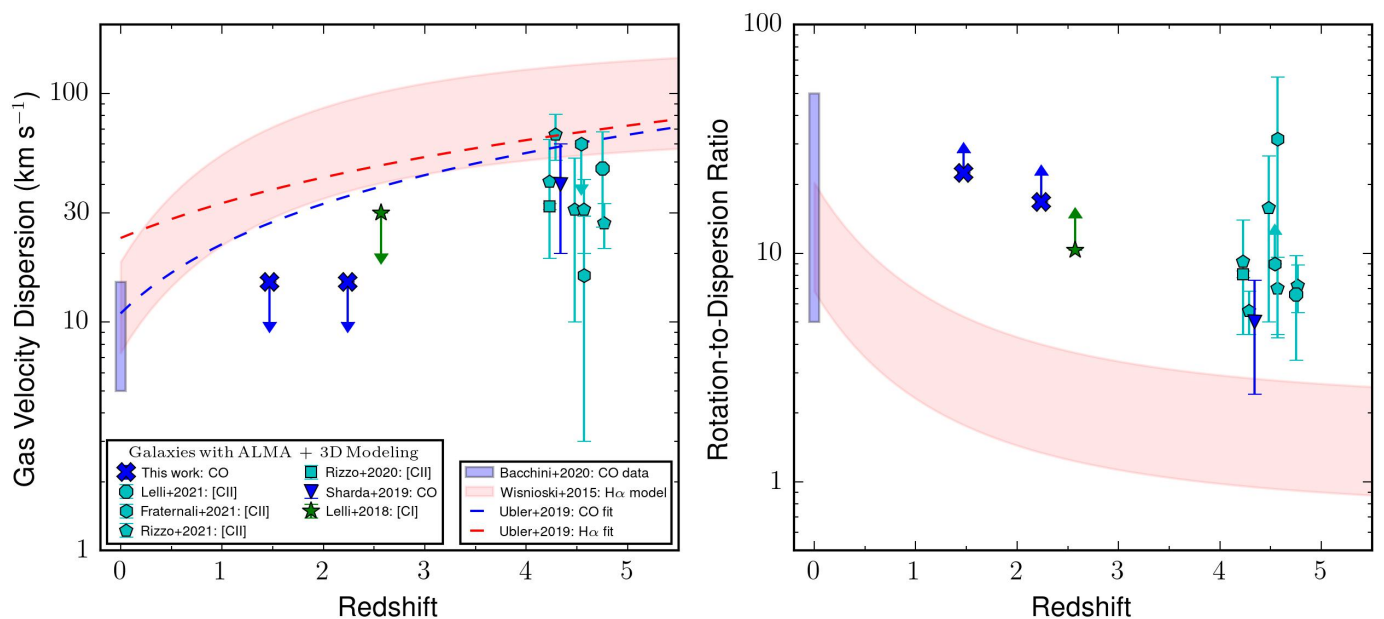 Gas Velocity Dispersion (km s⁻¹)
100
30
10
1
Galaxies with ALMA + 3D Modeling
This work: CO
Lelli+2021: [CII]
Fraternali+2021: [CII]
Rizzo+2021: [CII]
Rizzo+2020: [CII]
Sharda+2019: CO
Lelli+2018: [CI]
Bacchini+2020: CO data
Wisnioski+2015: Hα model
Ubler+2019: CO fit
Ubler+2019: Hα fit
0 1 2 3 4 5
Redshift
Rotation-to-Dispersion Ratio
100
10
1
0 1 2 3 4 5
Redshift